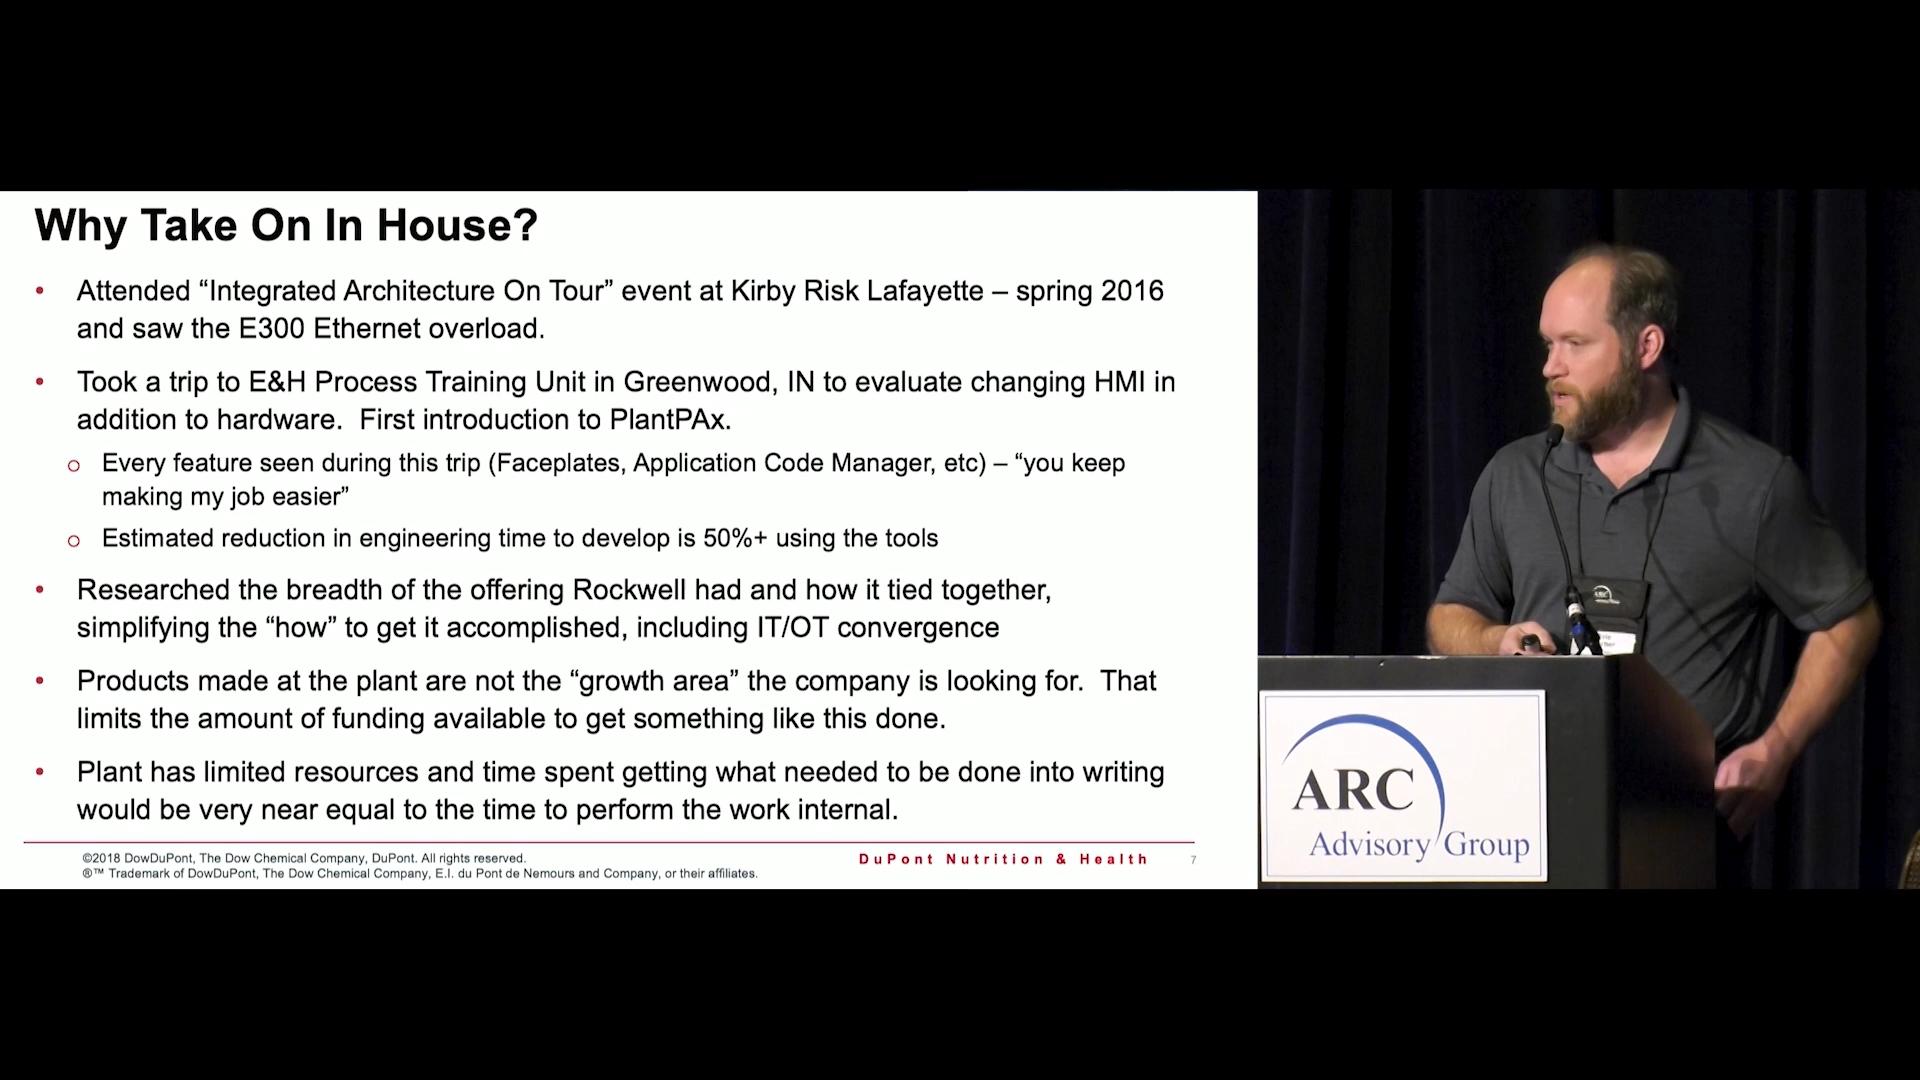 Why Take On In House?
• Attended “Integrated Architecture On Tour” event at Kirby Risk Lafayette – spring 2016
and saw the E300 Ethernet overload.
• Took a trip to E&H Process Training Unit in Greenwood, IN to evaluate changing HMI in
addition to hardware.  First introduction to PlantPAx.
o Every feature seen during this trip (Faceplates, Application Code Manager, etc) – “you keep
making my job easier”
o Estimated reduction in engineering time to develop is 50%+ using the tools
• Researched the breadth of the offering Rockwell had and how it tied together,
simplifying the “how” to get it accomplished, including IT/OT convergence
• Products made at the plant are not the “growth area” the company is looking for.  That
limits the amount of funding available to get something like this done.
• Plant has limited resources and time spent getting what needed to be done into writing
would be very near equal to the time to perform the work internal.
©2018 DowDuPont, The Dow Chemical Company, DuPont. All rights reserved.
®™ Trademark of DowDuPont, The Dow Chemical Company, E.I. du Pont de Nemours and Company, or their affiliates.
DuPont Nutrition & Health
7
ARC
ARC
Advisory Group